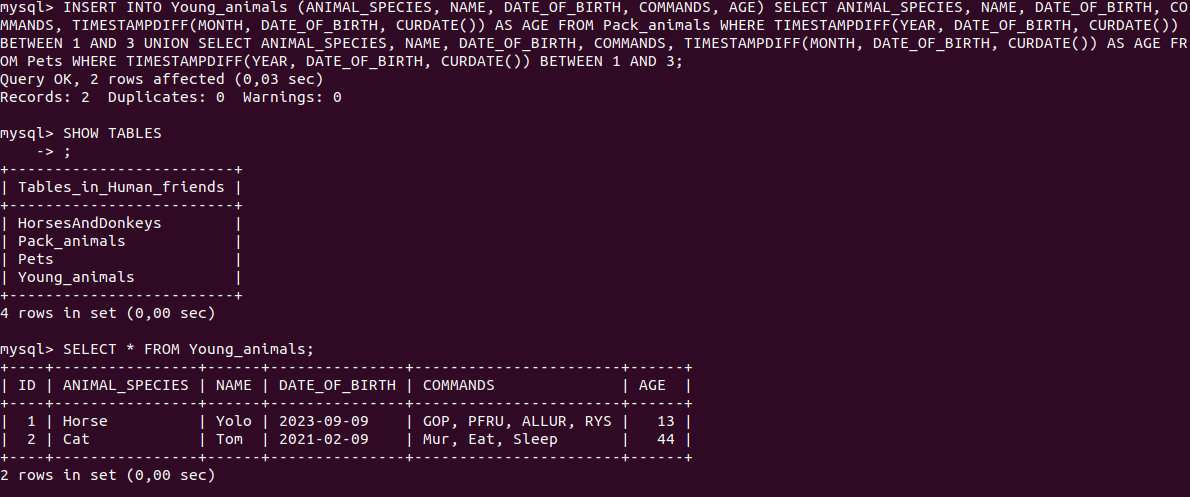 mysql> INSERT INTO Young_animals (ANIMAL_SPECIES, NAME, DATE_OF_BIRTH, COMMANDS, AGE) SELECT ANIMAL_SPECIES, NAME, DATE_OF_BIRTH, CO
MMANDS, TIMESTAMPDIFF(MONTH, DATE_OF_BIRTH, CURDATE()) AS AGE FROM Pack_animals WHERE TIMESTAMPDIFF(YEAR, DATE_OF_BIRTH, CURDATE())
BETWEEN 1 AND 3 UNION SELECT ANIMAL_SPECIES, NAME, DATE_OF_BIRTH, COMMANDS, TIMESTAMPDIFF(MONTH, DATE_OF_BIRTH, CURDATE()) AS AGE FR
OM Pets WHERE TIMESTAMPDIFF(YEAR, DATE_OF_BIRTH, CURDATE()) BETWEEN 1 AND 3;
Query OK, 2 rows affected (0,03 sec)
Records: 2  Duplicates: 0  Warnings: 0

mysql> SHOW TABLES
    -> ;
+-------------------------+
| Tables_in_Human_friends |
+-------------------------+
| HorsesAndDonkeys        |
| Pack_animals            |
| Pets                    |
| Young_animals           |
+-------------------------+
4 rows in set (0,00 sec)

mysql> SELECT * FROM Young_animals;
+----+----------------+------+---------------+-----------------------+------+
| ID | ANIMAL_SPECIES | NAME | DATE_OF_BIRTH | COMMANDS              | AGE  |
+----+----------------+------+---------------+-----------------------+------+
|  1 | Horse          | Yolo | 2023-09-09    | GOP, PFRU, ALLUR, RYS |   13 |
|  2 | Cat            | Tom  | 2021-02-09    | Mur, Eat, Sleep       |   44 |
+----+----------------+------+---------------+-----------------------+------+
2 rows in set (0,00 sec)